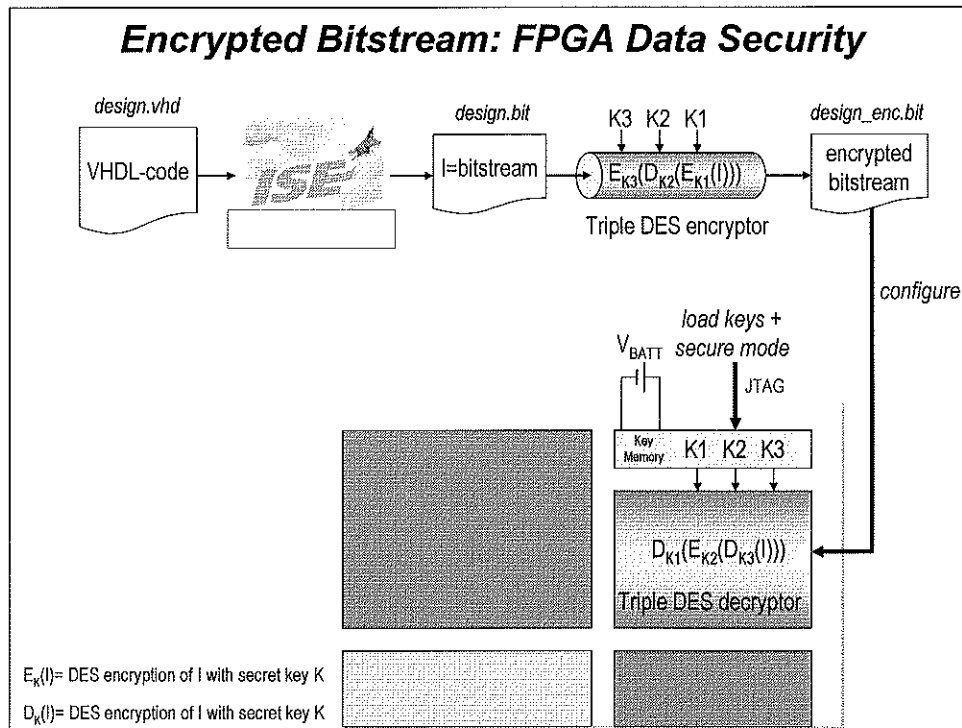 Encrypted Bitstream: FPGA Data Security
design.vhd
VHDL-code
ISE
design.bit
I=bitstream
K3 K2 K1
E_K3(D_K2(E_K1(I)))
Triple DES encryptor
design_enc.bit
encrypted
bitstream
configure
load keys +
secure mode
V_BATT
JTAG
Key
Memory
K1 K2 K3
D_K1(E_K2(D_K3(I)))
Triple DES decryptor
E_K(I)= DES encryption of I with secret key K
D_K(I)= DES encryption of I with secret key K